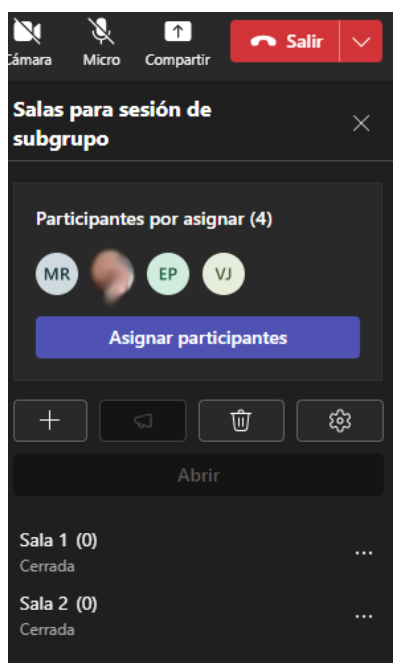 Cámara Micro Compartir Salir
Salas para sesión de
subgrupo
Participantes por asignar (4)
MR EP VJ
Asignar participantes
Abrir
Sala 1 (0)
Cerrada
Sala 2 (0)
Cerrada